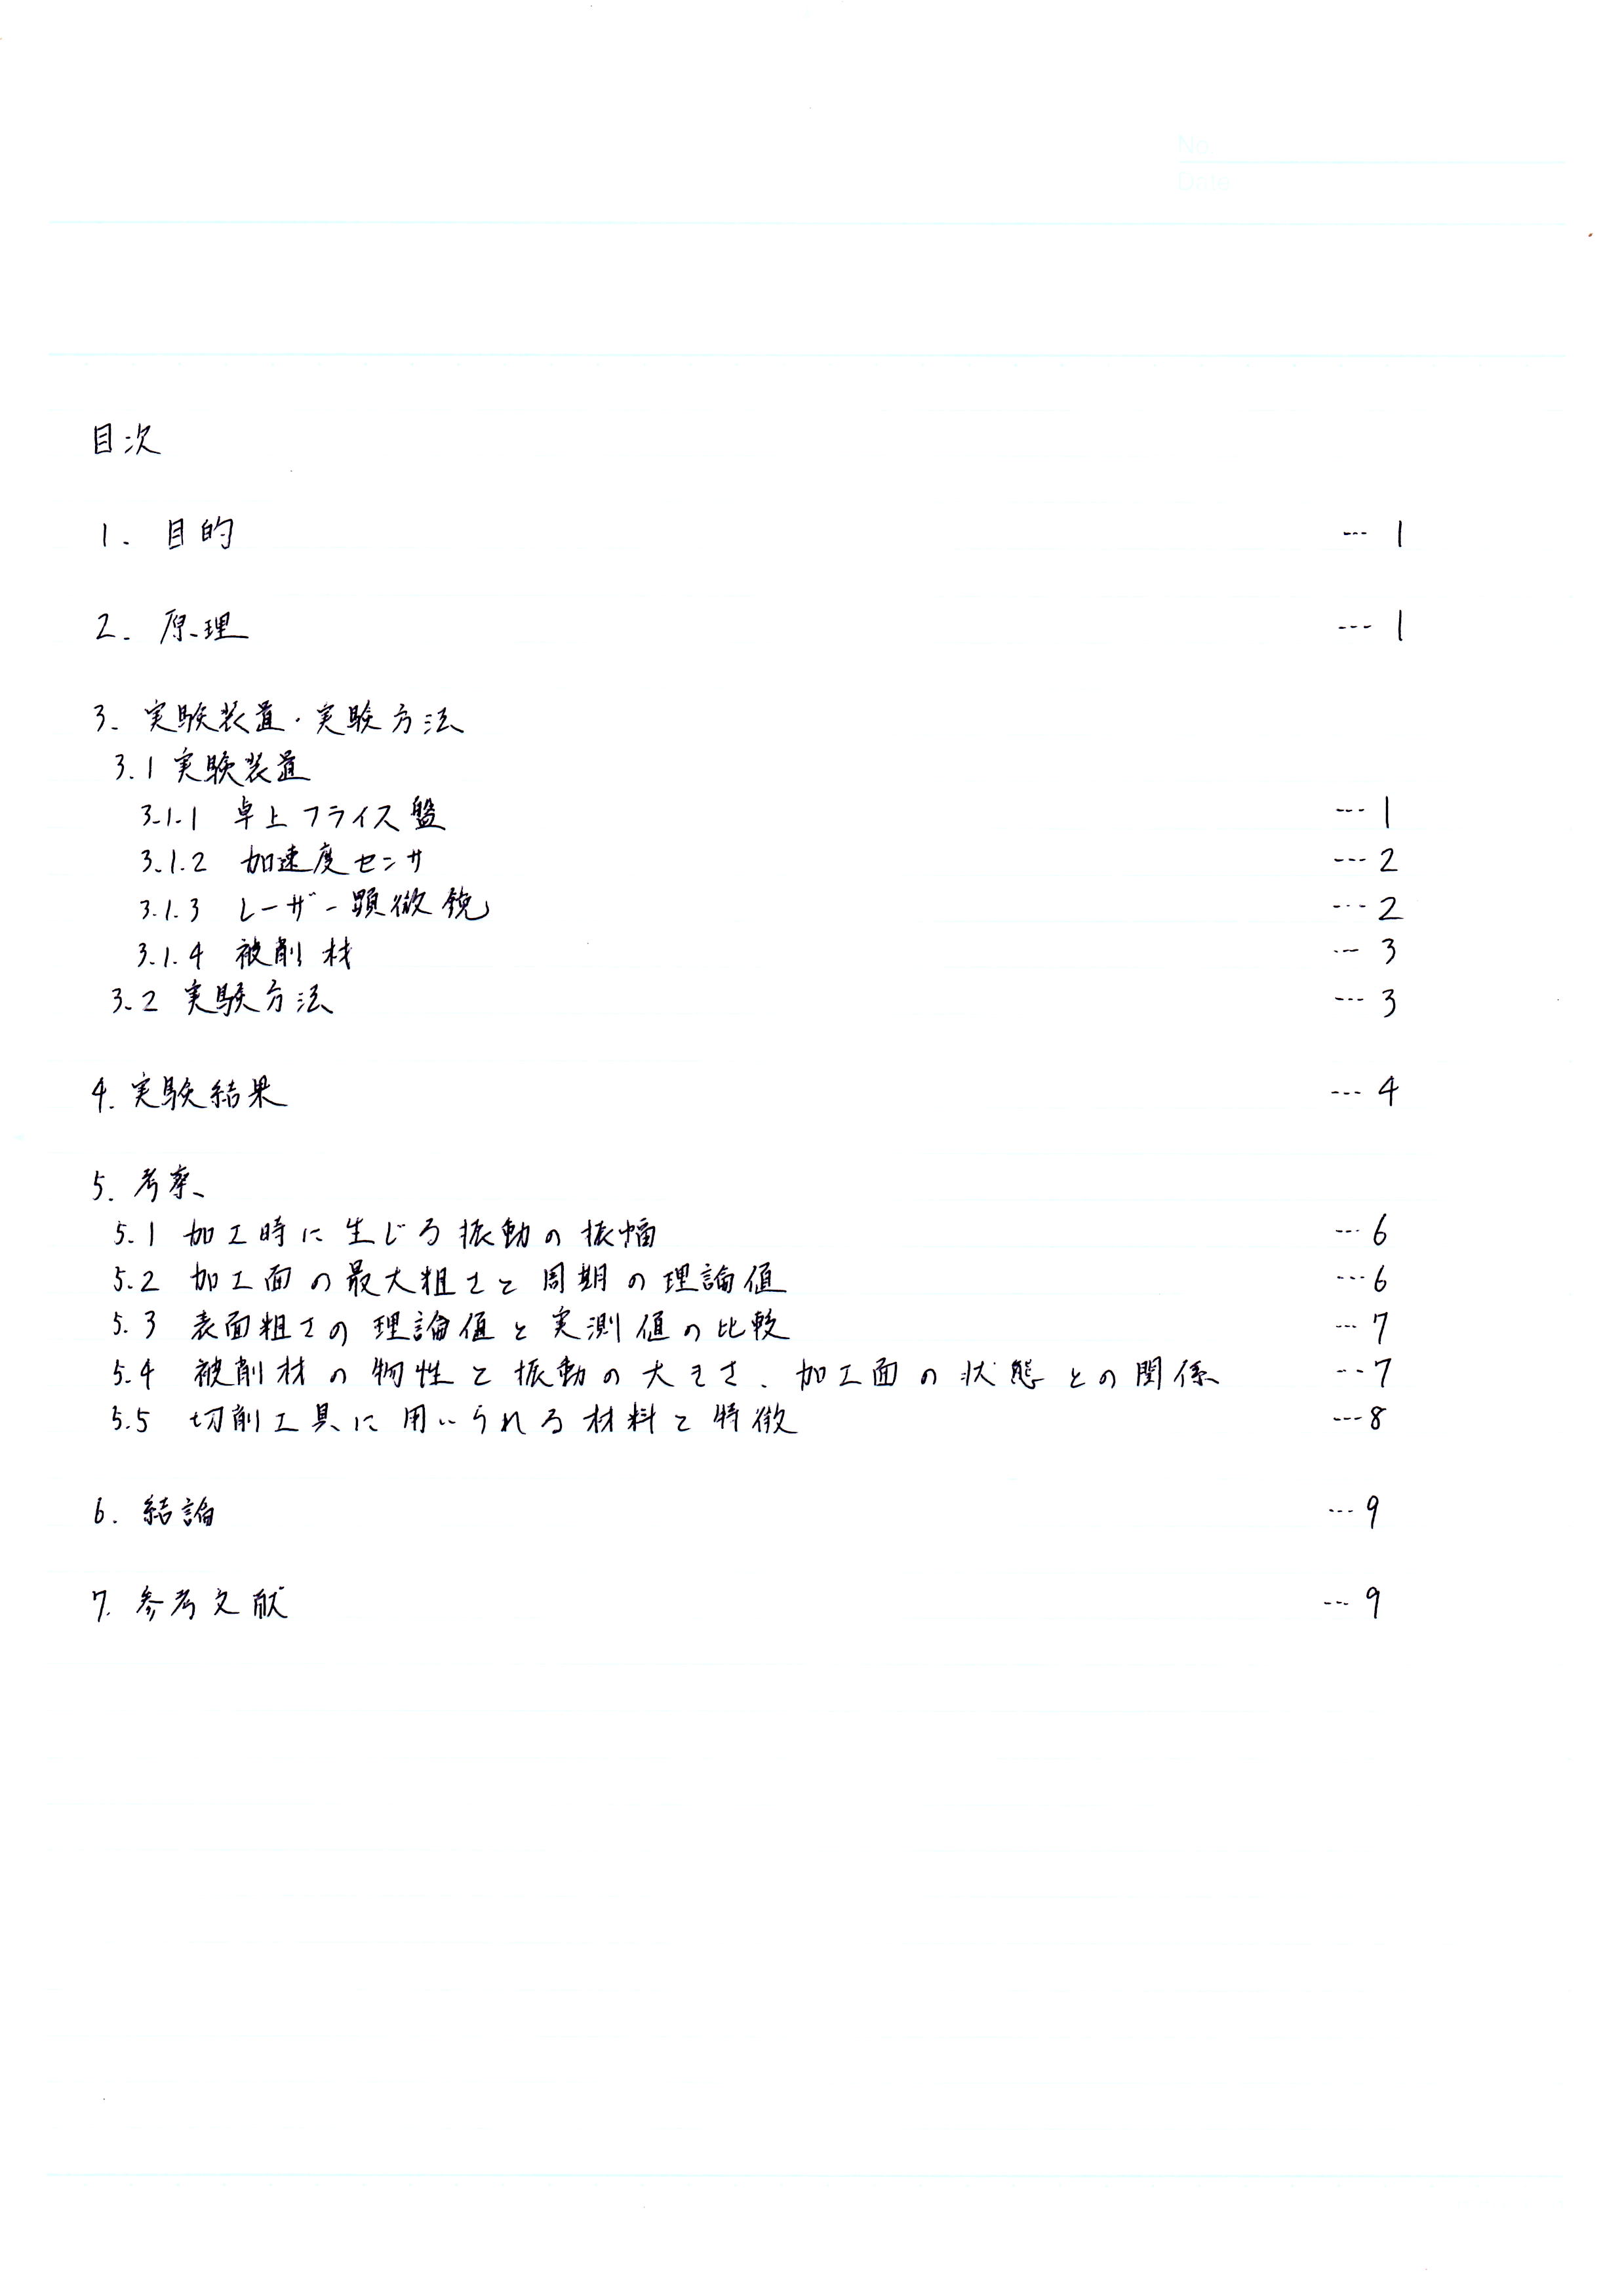 No.
Date
目次
1. 目的 --- 1
2. 原理 --- 1
3. 実験装置・実験方法
3.1 実験装置
3.1.1 卓上フライス盤 --- 1
3.1.2 加速度センサ --- 2
3.1.3 レーザー顕微鏡 --- 2
3.1.4 被削材 --- 3
3.2 実験方法 --- 3
4. 実験結果 --- 4
5. 考察
5.1 加工時に生じる振動の振幅 --- 6
5.2 加工面の最大粗さと周期の理論値 --- 6
5.3 表面粗さの理論値と実測値の比較 --- 7
5.4 被削材の物性と振動の大きさ、加工面の状態との関係 --- 7
5.5 切削工具に用いられる材料と特徴 --- 8
6. 結論 --- 9
7. 参考文献 --- 9